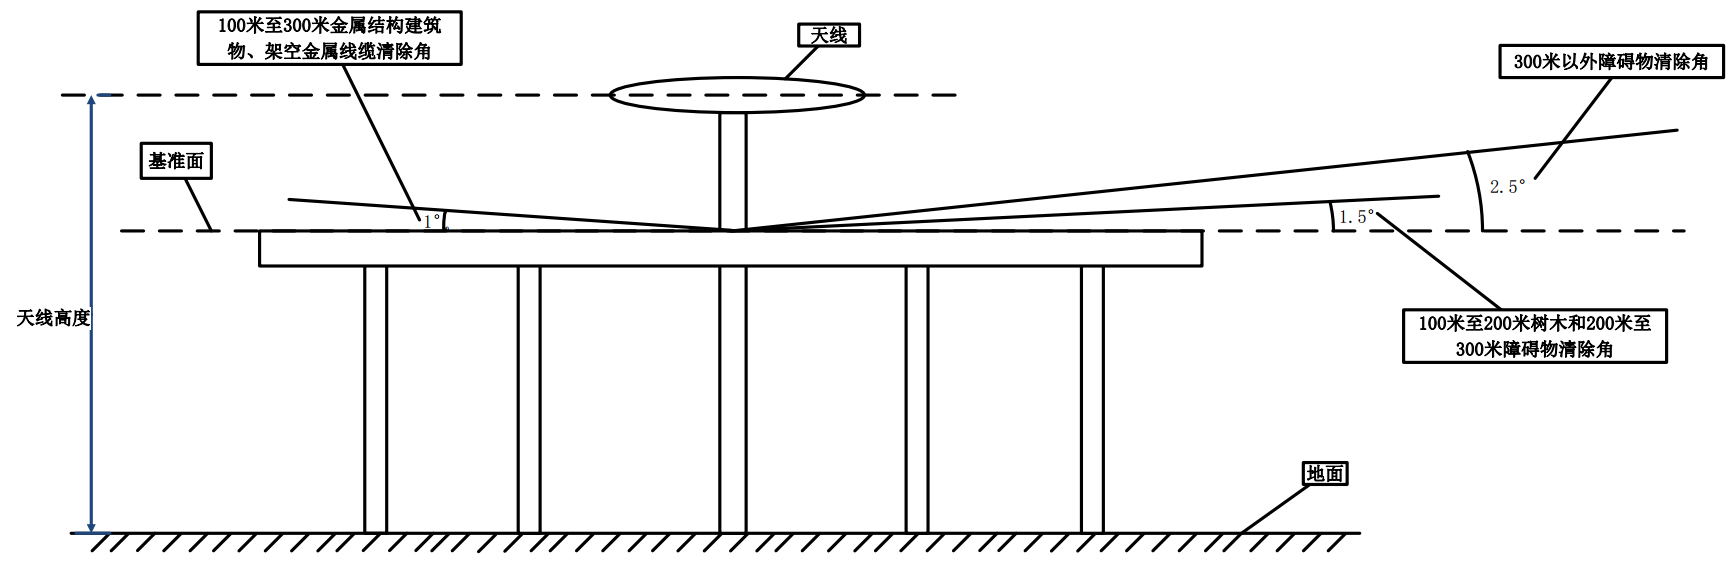 100米至300米金属结构建筑
物、架空金属线缆清除角
天线
300米以外障碍物清除角
基准面
2.5°
1°
1.5°
天线高度
100米至200米树木和200米至
300米障碍物清除角
地面